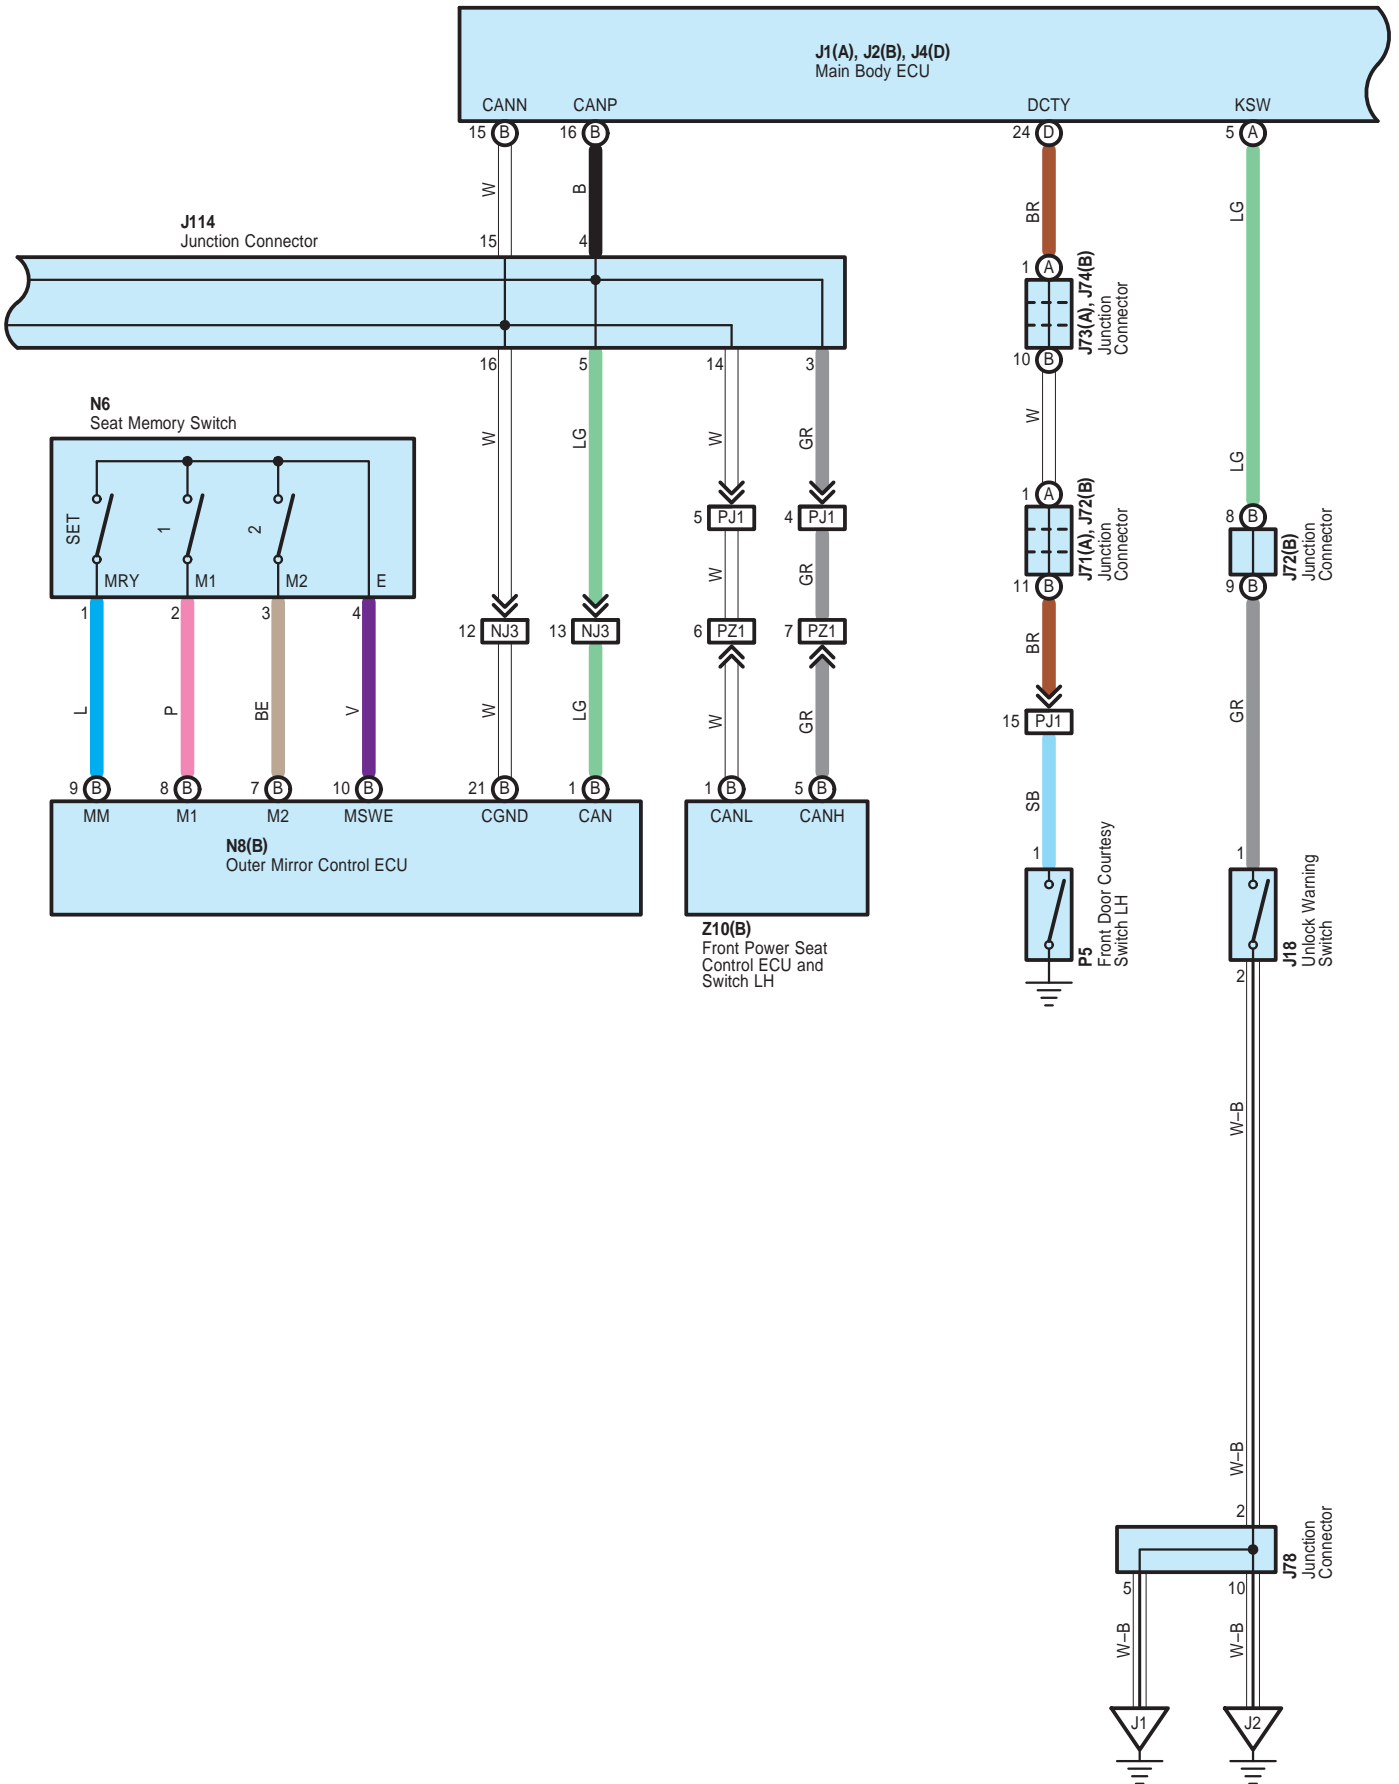 J1(A), J2(B), J4(D)
Main Body ECU
CANN CANP DCTY KSW
15 B 16 B 24 D 5 A
W B BR LG
J114
Junction Connector
15 4
1 A
J73(A), J74(B)
Junction
Connector
10 B
16 5 14 3
N6
Seat Memory Switch
W LG W GR W LG
SET 1 2
MRY M1 M2 E
1 2 3 4
5 PJ1 4 PJ1
1 A
J71(A), J72(B)
Junction
Connector
11 B
8 B
J72(B)
Junction
Connector
9 B
W GR
12 NJ3 13 NJ3 6 PZ1 7 PZ1
BR
L P BE V W LG W GR GR
15 PJ1
9 B 8 B 7 B 10 B 21 B 1 B 1 B 5 B
SB
MM M1 M2 MSWE CGND CAN CANL CANH
N8(B)
Outer Mirror Control ECU
1 1
Z10(B)
Front Power Seat
Control ECU and
Switch LH
P5
Front Door Courtesy
Switch LH
J18
Unlock Warning
Switch
2
W–B
W–B
2
J78
Junction
Connector
5 10
W–B W–B
J1 J2